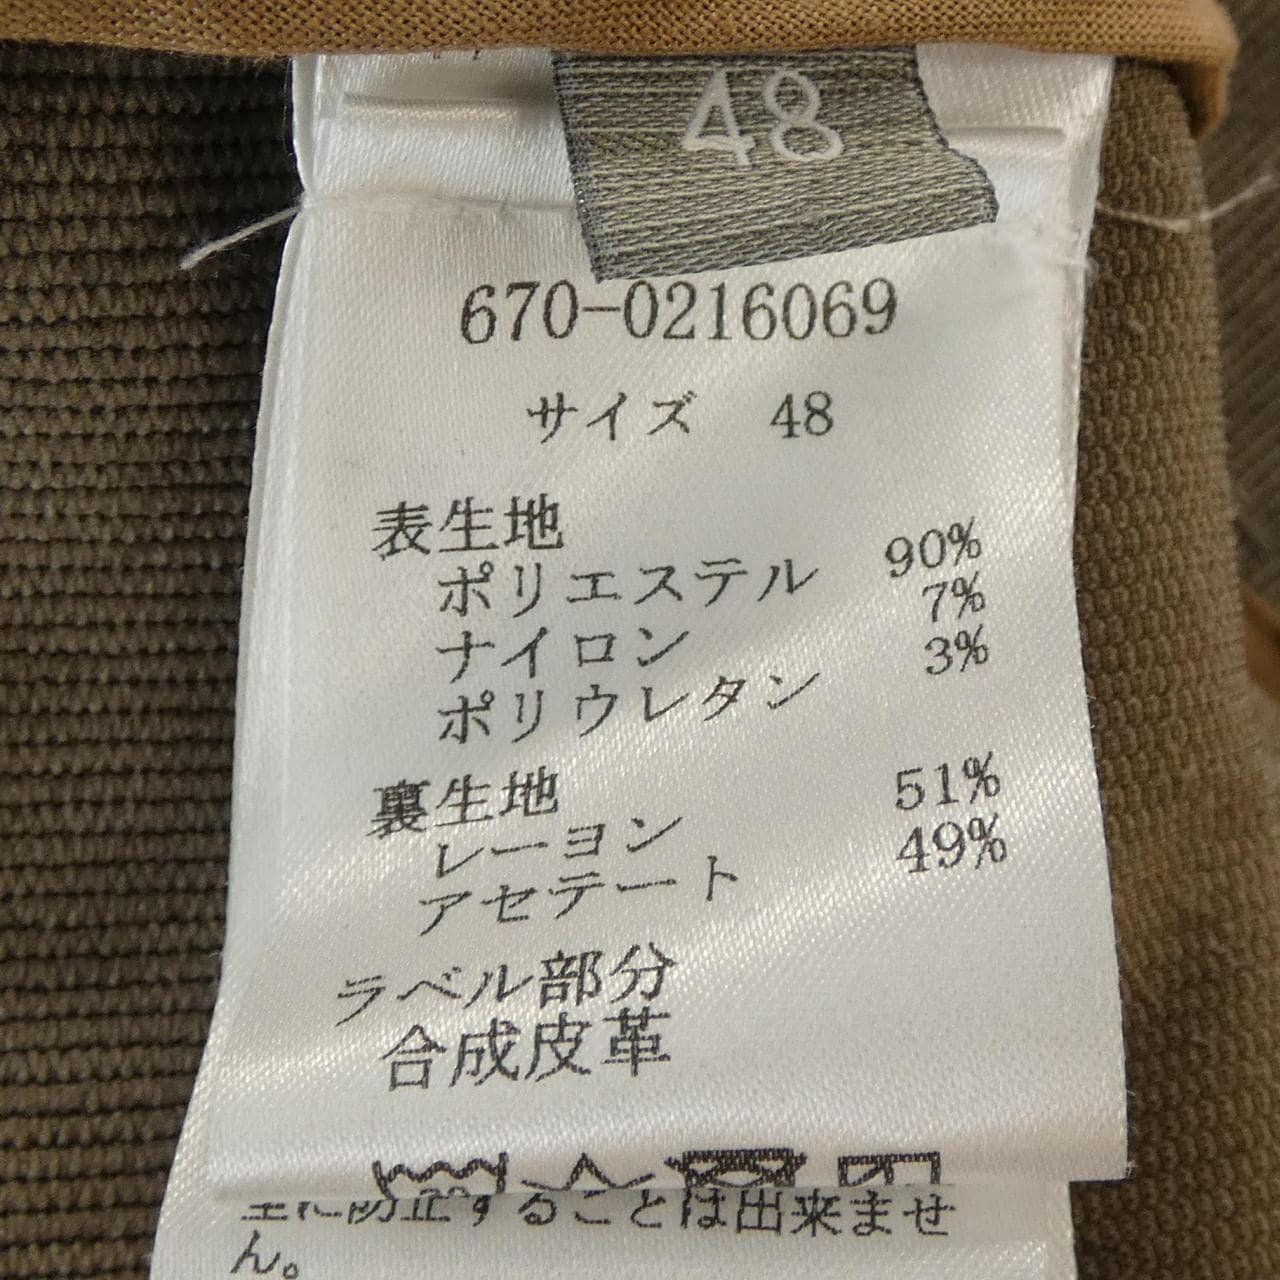 48
670-0216069
サイズ 48
表生地
ポリエステル 90%
ナイロン 7%
ポリウレタン 3%
裏生地
レーヨン 51%
アセテート 49%
ラベル部分
合成皮革
防止することは出来ませ
ん。